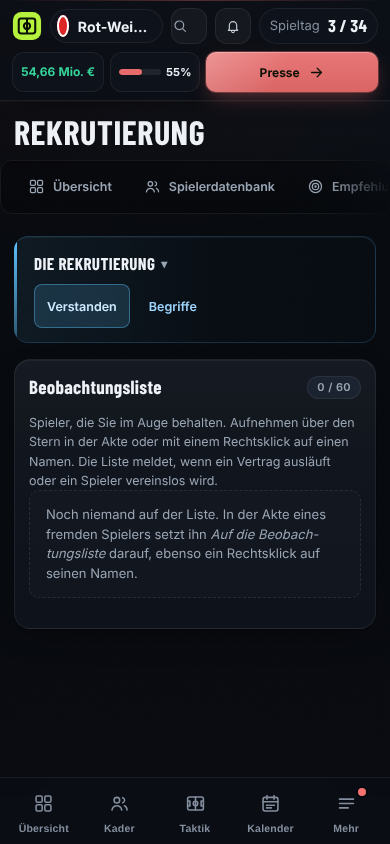 Rot-Wei...
Spieltag 3 / 34
54,66 Mio. €
55%
Presse →
REKRUTIERUNG
Übersicht
Spielerdatenbank
Empfehlu
DIE REKRUTIERUNG ▾
Verstanden
Begriffe
Beobachtungsliste
0 / 60
Spieler, die Sie im Auge behalten. Aufnehmen über den
Stern in der Akte oder mit einem Rechtsklick auf einen
Namen. Die Liste meldet, wenn ein Vertrag ausläuft
oder ein Spieler vereinslos wird.
Noch niemand auf der Liste. In der Akte eines
fremden Spielers setzt ihn Auf die Beobach-
tungsliste darauf, ebenso ein Rechtsklick auf
seinen Namen.
Übersicht
Kader
Taktik
Kalender
Mehr